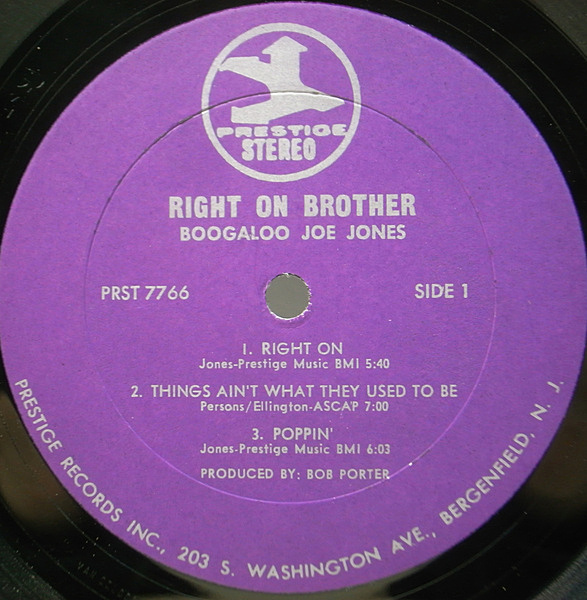 PRESTIGE
STEREO
RIGHT ON BROTHER
BOOGALOO JOE JONES
PRST 7766
SIDE 1
1. RIGHT ON
Jones-Prestige Music BMI 5:40
2. THINGS AIN'T WHAT THEY USED TO BE
Persons/Ellington-ASCAP 7:00
3. POPPIN'
Jones-Prestige Music BMI 6:03
PRODUCED BY: BOB PORTER
PRESTIGE RECORDS INC., 203 S. WASHINGTON AVE., BERGENFIELD, N. J.